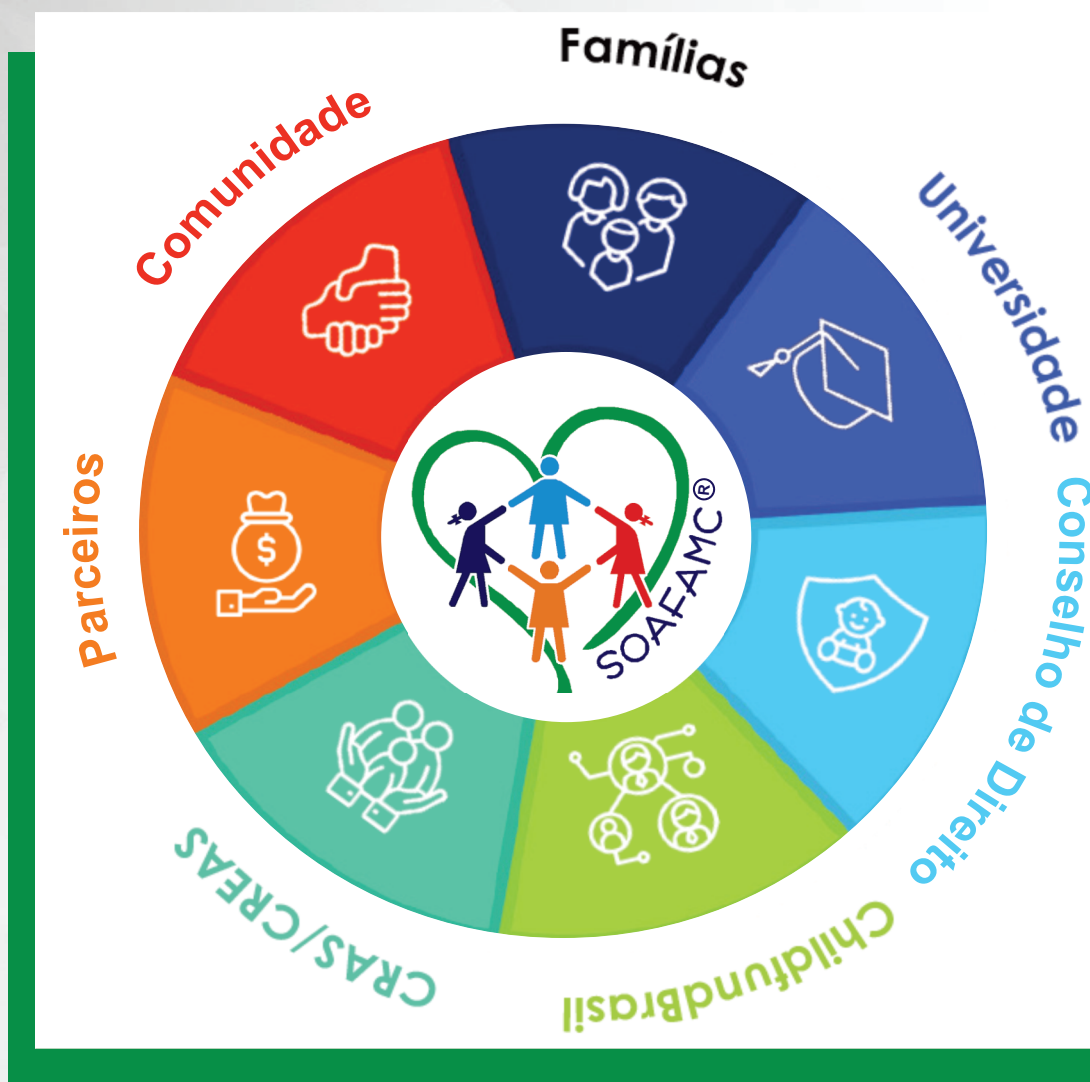 Famílias
Universidade
Conselho de Direito
ChildfundBrasil
CRAS/CREAS
Parceiros
Comunidade
$
SOAFAMC®